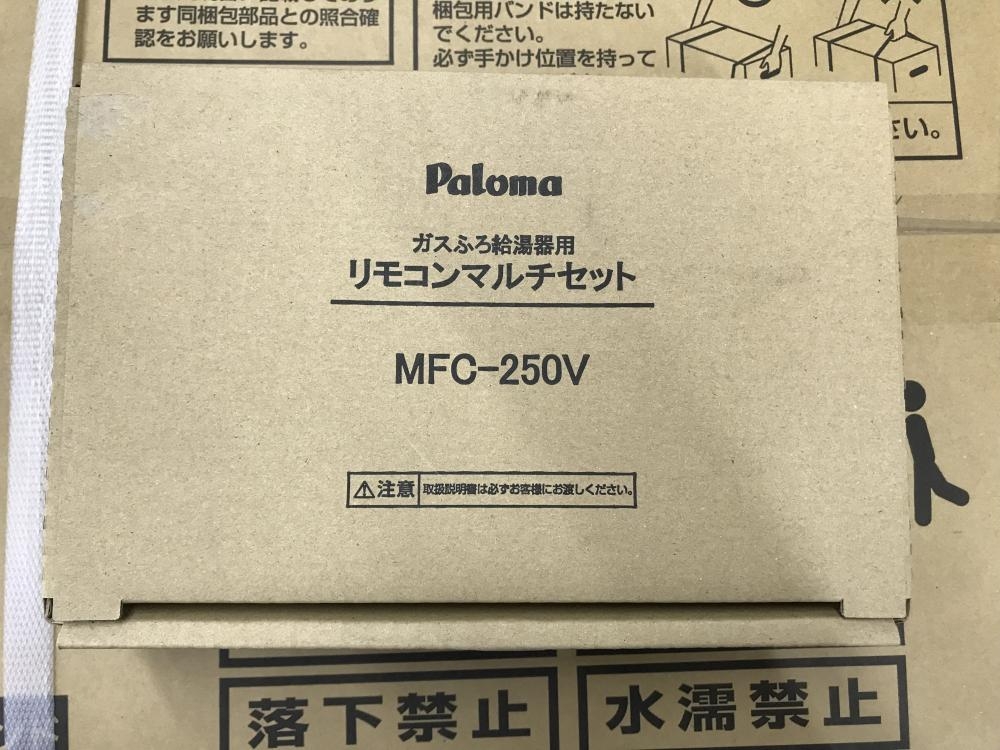 ます同梱包部品との照合確
認をお願いします。
梱包用バンドは持たない
でください。
必ず手かけ位置を持って
さい。
Paloma
ガスふろ給湯器用
リモコンマルチセット
MFC-250V
注意 取扱説明書は必ずお客様にお渡しください。
落下禁止
水濡禁止